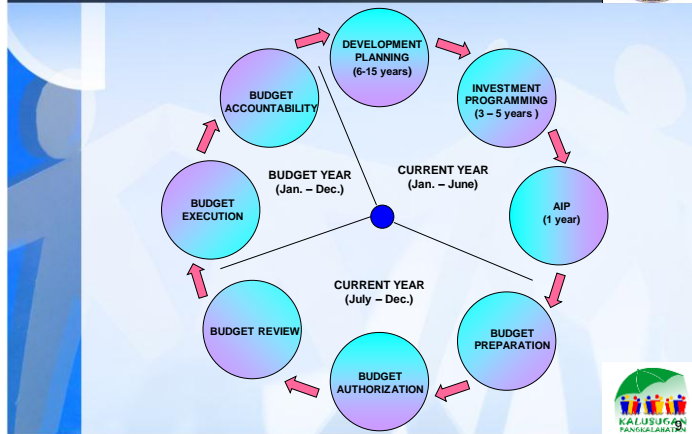 DEVELOPMENT
PLANNING
(6-15 years)
INVESTMENT
PROGRAMMING
(3 – 5 years )
AIP
(1 year)
BUDGET
PREPARATION
BUDGET
AUTHORIZATION
BUDGET REVIEW
BUDGET
EXECUTION
BUDGET
ACCOUNTABILITY
BUDGET YEAR
(Jan. – Dec.)
CURRENT YEAR
(Jan. – June)
CURRENT YEAR
(July – Dec.)
KALUSUGAN
PANGKALAHATAN
9